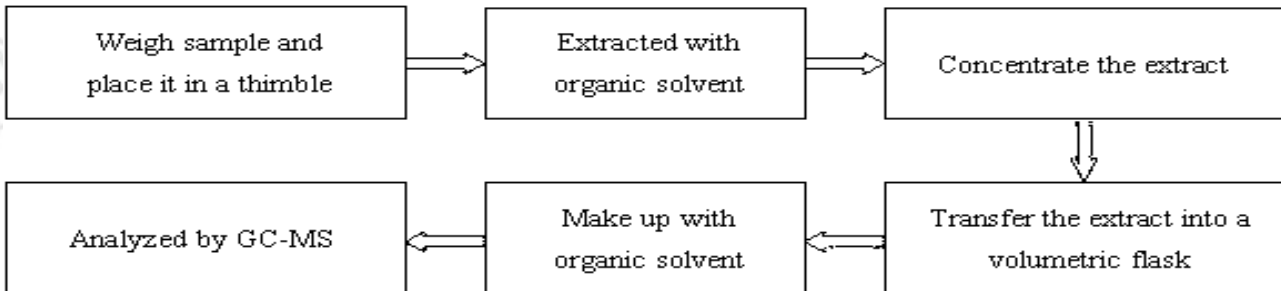 Weigh sample and
place it in a thimble
Extracted with
organic solvent
Concentrate the extract
Transfer the extract into a
volumetric flask
Make up with
organic solvent
Analyzed by GC-MS